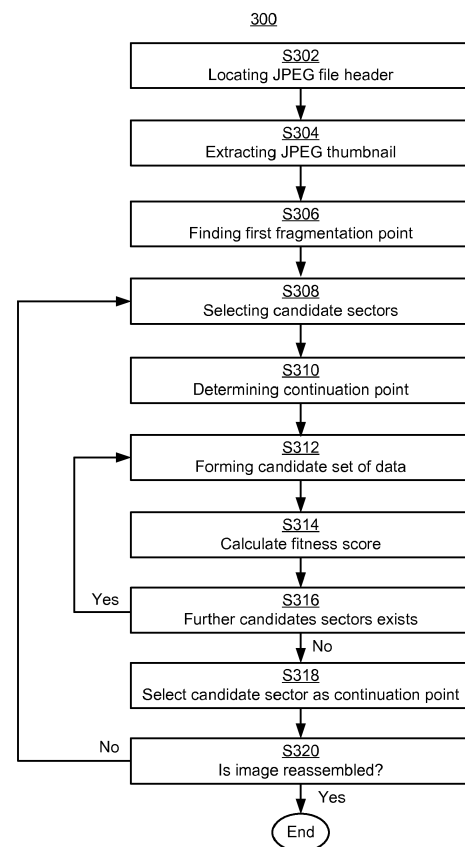 300
S302
Locating JPEG file header
S304
Extracting JPEG thumbnail
S306
Finding first fragmentation point
S308
Selecting candidate sectors
S310
Determining continuation point
S312
Forming candidate set of data
S314
Calculate fitness score
Yes
S316
Further candidates sectors exists
No
S318
Select candidate sector as continuation point
No
S320
Is image reassembled?
Yes
End